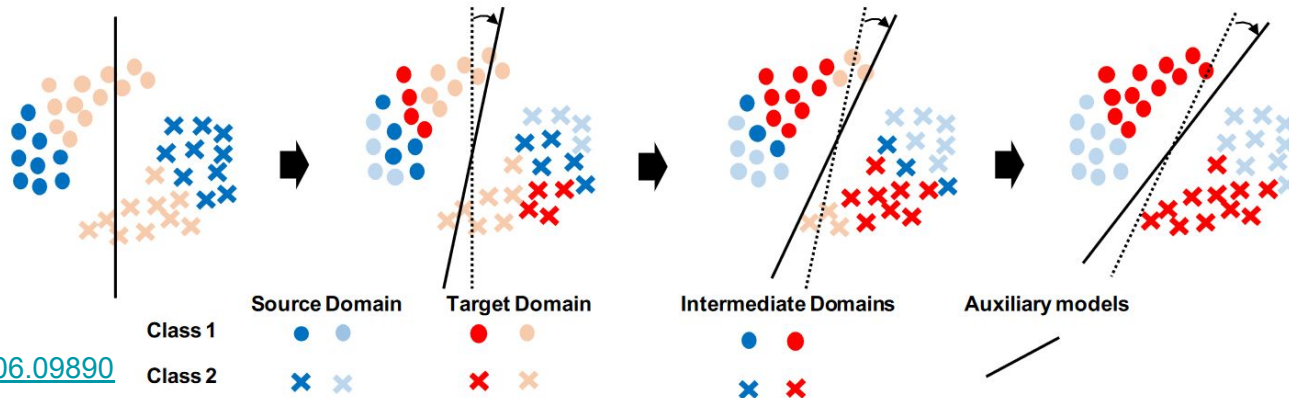 Source Domain Target Domain Intermediate Domains Auxiliary models
Class 1
Class 2
06.09890